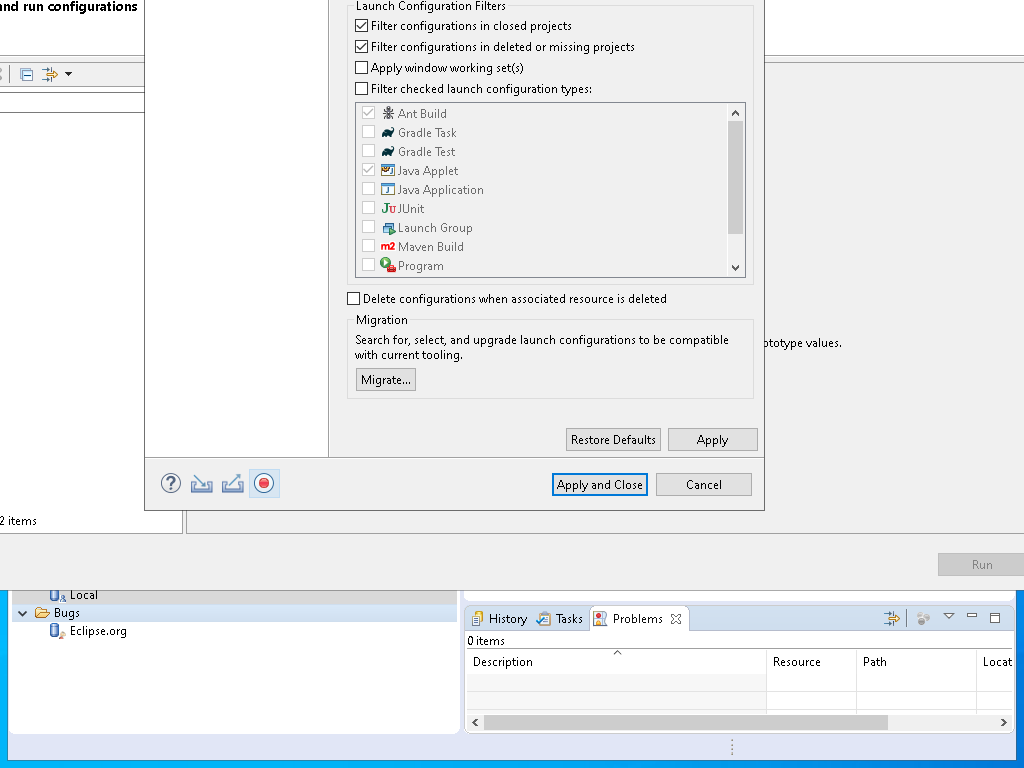 and run configurations
Launch Configuration Filters
Filter configurations in closed projects
Filter configurations in deleted or missing projects
Apply window working set(s)
Filter checked launch configuration types:
Ant Build
Gradle Task
Gradle Test
Java Applet
Java Application
JUnit
Launch Group
Maven Build
Program
Delete configurations when associated resource is deleted
Migration
Search for, select, and upgrade launch configurations to be compatible
with current tooling.
ototype values.
Migrate...
Restore Defaults
Apply
Apply and Close
Cancel
2 items
Run
Local
Bugs
Eclipse.org
History
Tasks
Problems
0 items
Description
Resource
Path
Locat